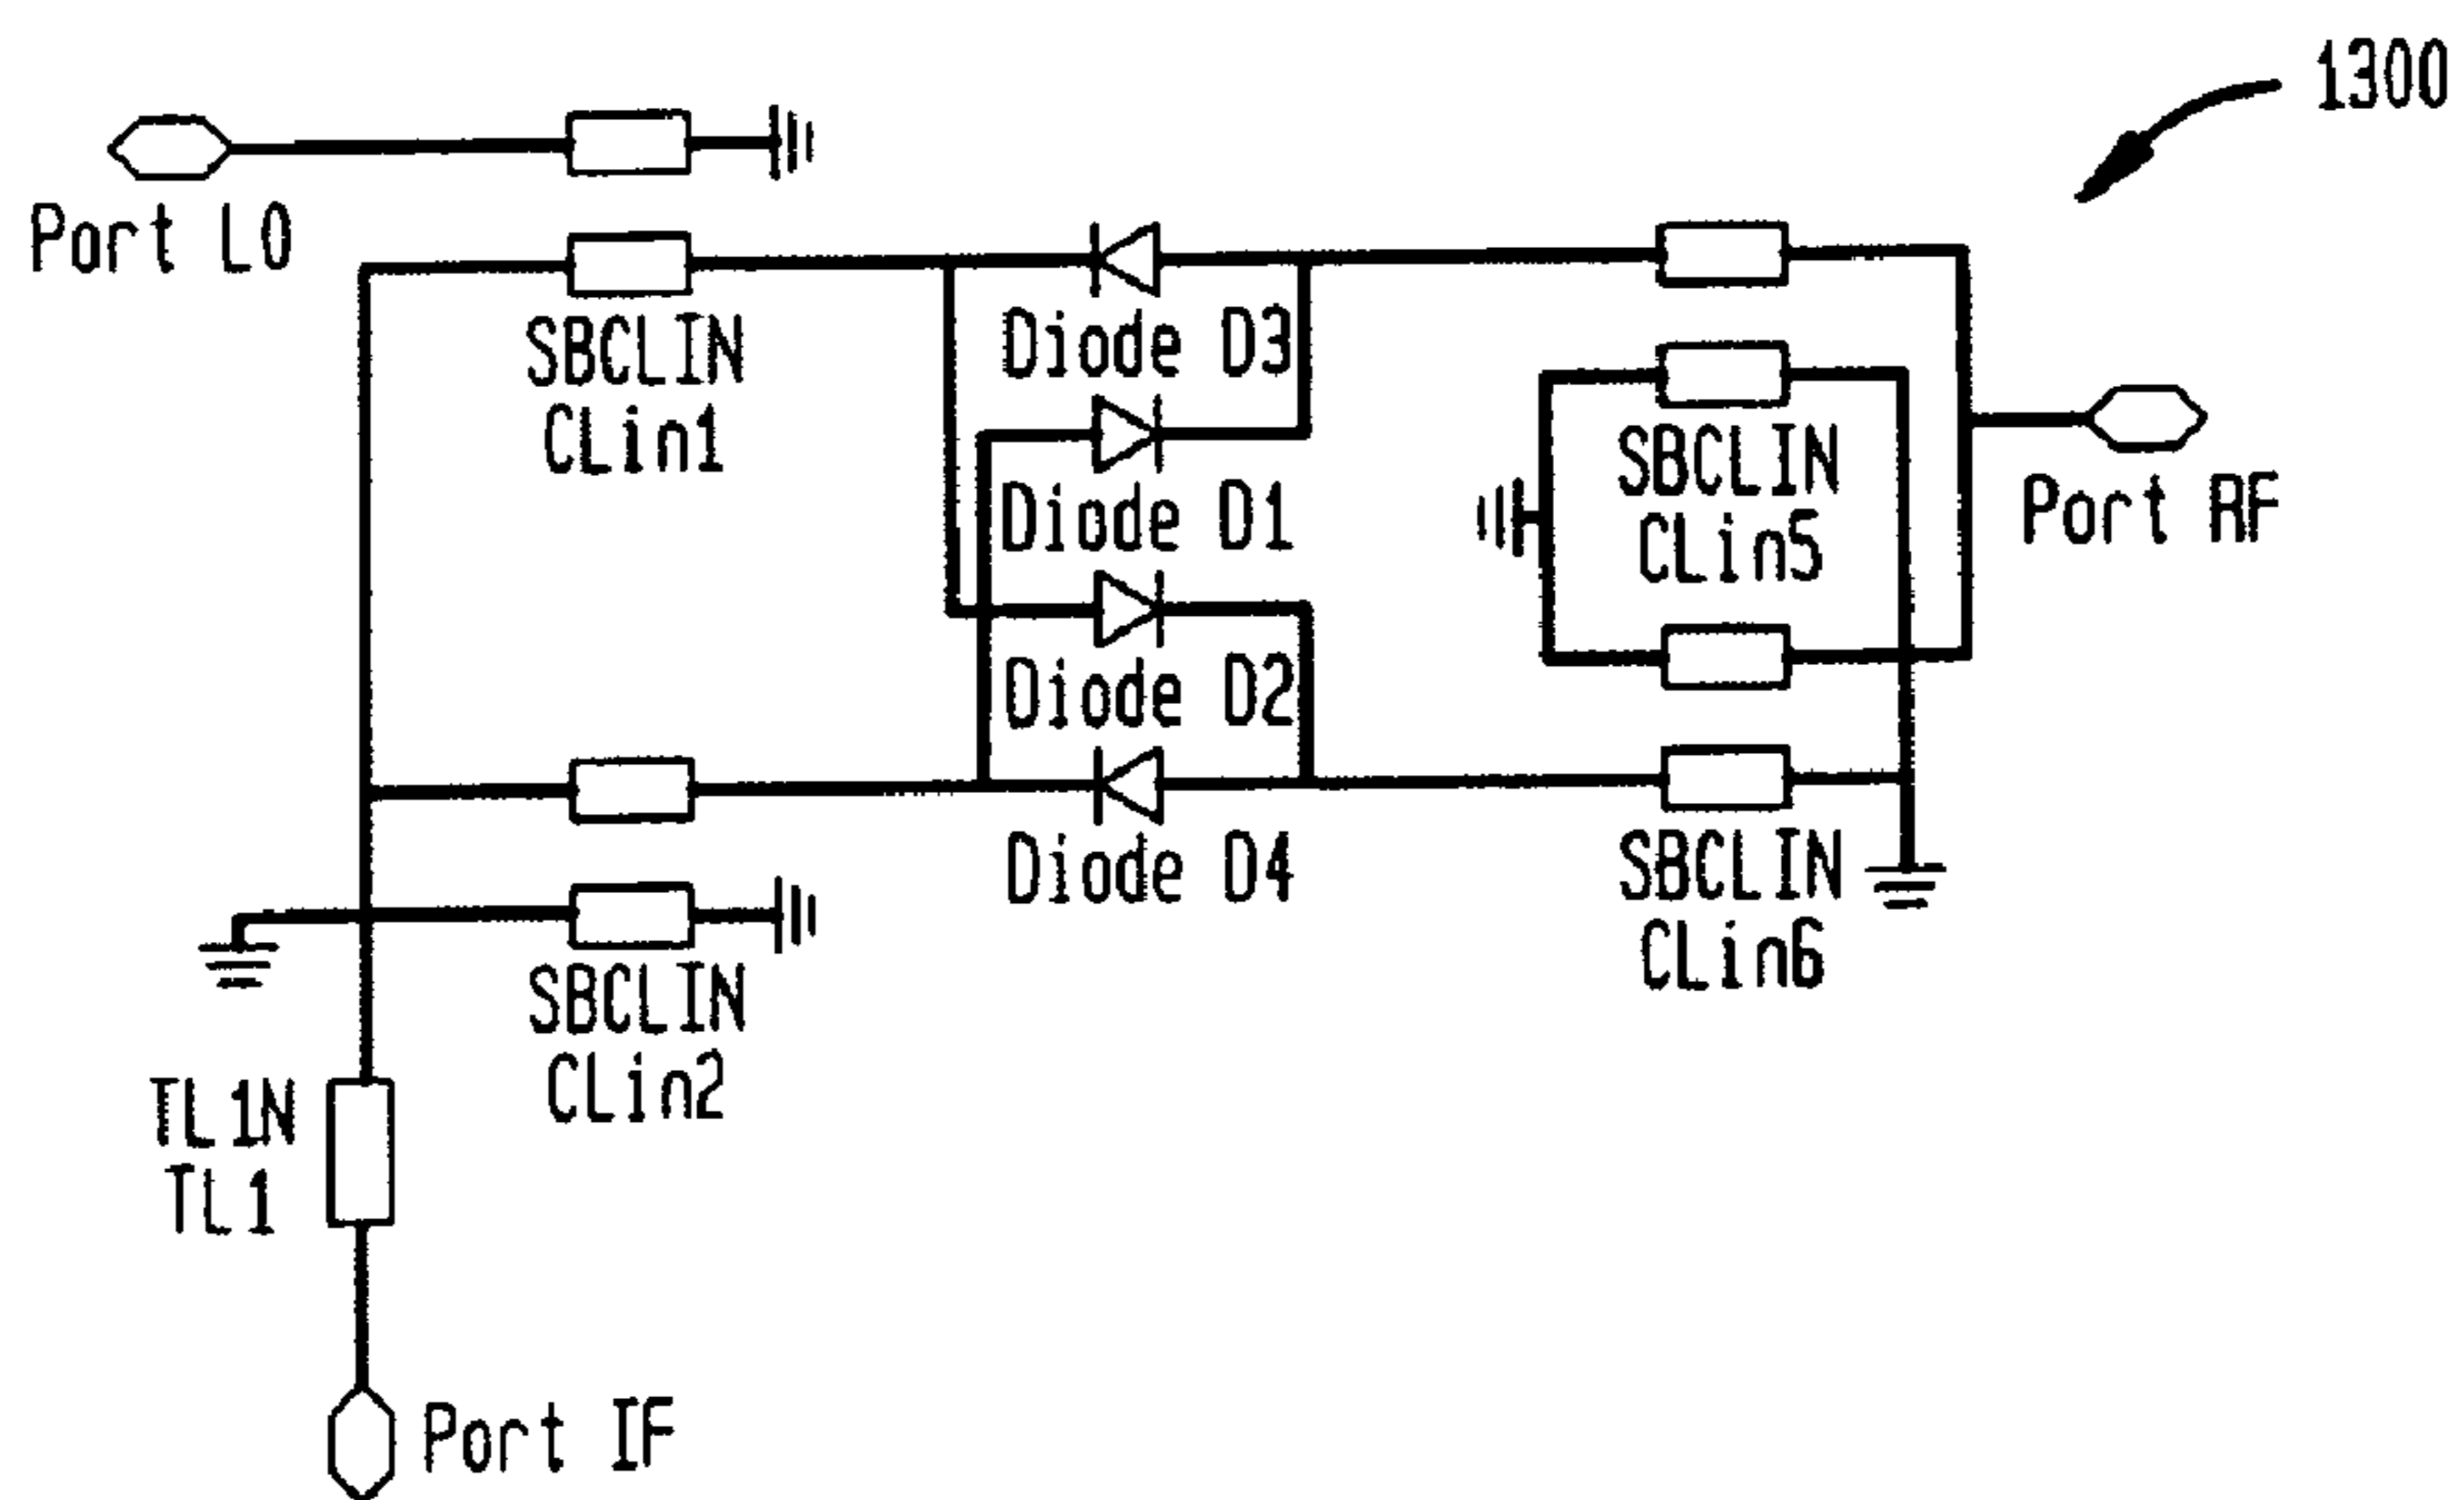 1300
Port LO
SBCLIN
CLin1
Diode D3
Diode D1
Diode D2
Diode D4
SBCLIN
CLin5
Port RF
SBCLIN
CLin6
SBCLIN
CLin2
TL1N
TL1
Port IF